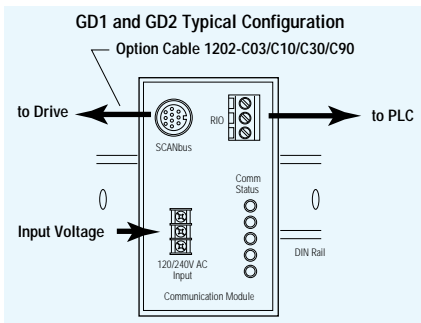 GD1 and GD2 Typical Configuration
Option Cable 1202-C03/C10/C30/C90
to Drive
RIO
to PLC
SCANbus
Comm
Status
Input Voltage
120/240V AC
Input
DIN Rail
Communication Module